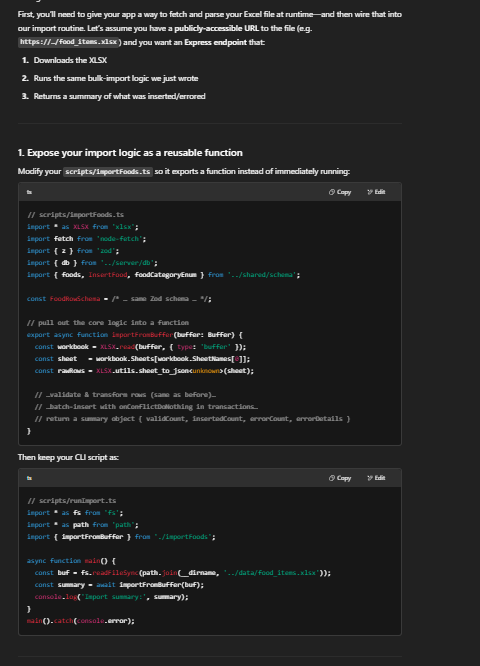 First, you'll need to give your app a way to fetch and parse your Excel file at runtime—and then wire that into
our import routine. Let's assume you have a publicly-accessible URL to the file (e.g.
https://…/food_items.xlsx) and you want an Express endpoint that:
1. Downloads the XLSX
2. Runs the same bulk-import logic we just wrote
3. Returns a summary of what was inserted/errored
1. Expose your import logic as a reusable function
Modify your scripts/importFoods.ts so it exports a function instead of immediately running:
ts Copy Edit
// scripts/importFoods.ts
import * as XLSX from 'xlsx';
import fetch from 'node-fetch';
import { z } from 'zod';
import { db } from '../server/db';
import { foods, insertFood, foodCategoryEnum } from '../shared/schema';
const FoodRowSchema = /* … same Zod schema … */;
// pull out the core logic into a function
export async function importFromBuffer(buffer: Buffer) {
const workbook = XLSX.read(buffer, { type: 'buffer' });
const sheet = workbook.Sheets[workbook.SheetNames[0]];
const rawRows = XLSX.utils.sheet_to_json<unknown>(sheet);
// …validate & transform rows (same as before)…
// …batch-insert with onConflictDoNothing in transactions…
// return a summary object { validCount, insertedCount, errorCount, errorDetails }
}
Then keep your CLI script as:
ts Copy Edit
// scripts/runImport.ts
import * as fs from 'fs';
import * as path from 'path';
import { importFromBuffer } from './importFoods';
async function main() {
const buf = fs.readFileSync(path.join(__dirname, '../data/food_items.xlsx'));
const summary = await importFromBuffer(buf);
console.log('Import summary:', summary);
}
main().catch(console.error);